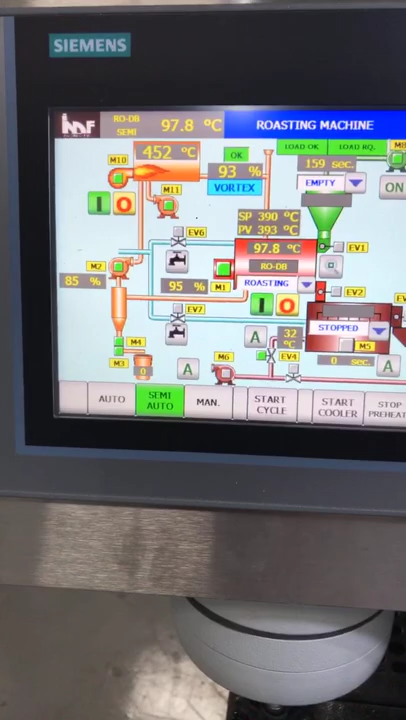 SIEMENS
imf
RO-DB
SEMI
97.8 °C
ROASTING MACHINE
452 °C
OK
LOAD OK
LOAD RQ.
M8
M10
93 %
159 sec.
VORTEX
EMPTY
M11
ON
I
O
SP 390 °C
PV 393 °C
EV6
97.8 °C
EV1
M2
RO-DB
85 %
95 %
M1
ROASTING
EV2
I
O
EV7
STOPPED
A
32
°C
M4
M5
M3
0
A
M6
EV4
0 sec.
A
AUTO
SEMI
AUTO
MAN.
START
CYCLE
START
COOLER
STOP
PREHEAT